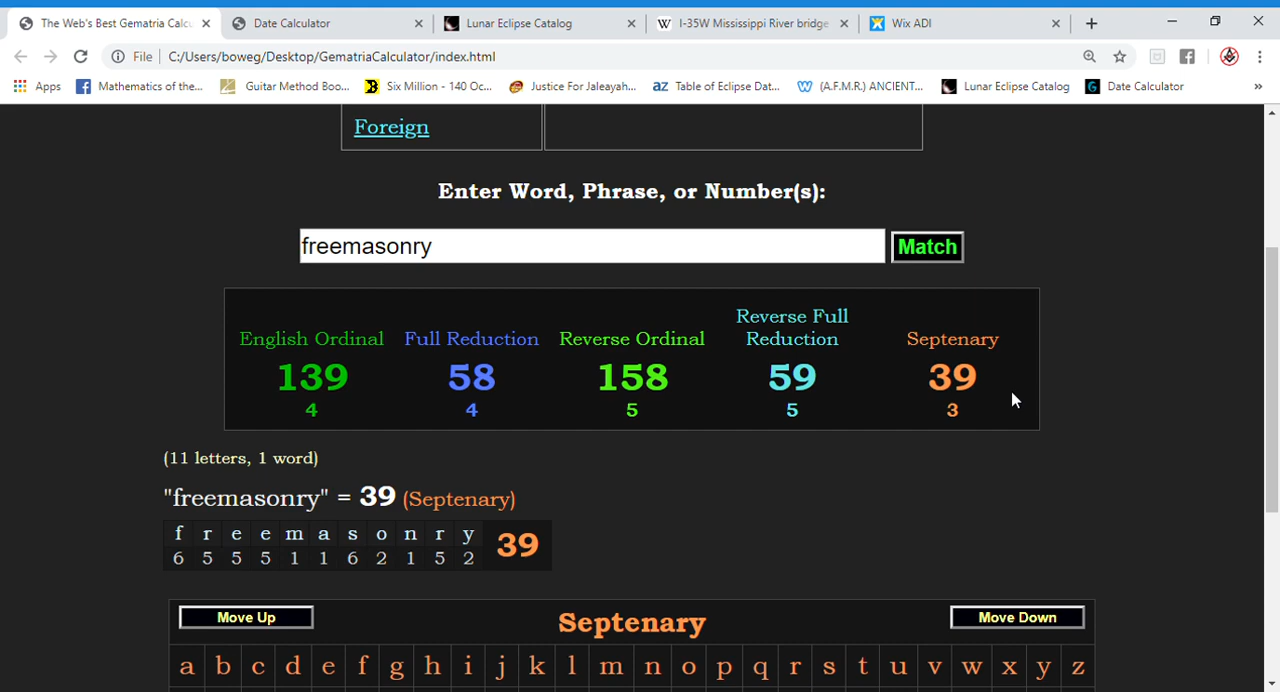 The Web's Best Gematria Calcu
Date Calculator
Lunar Eclipse Catalog
I-35W Mississippi River bridge
Wix ADI
File C:/Users/boweg/Desktop/GematriaCalculator/index.html
Apps Mathematics of the... Guitar Method Boo... Six Million - 140 Oc... Justice For Jaleayah... Table of Eclipse Dat... (A.F.M.R.) ANCIENT... Lunar Eclipse Catalog Date Calculator
Foreign
Enter Word, Phrase, or Number(s):
freemasonry Match
English Ordinal Full Reduction Reverse Ordinal Reverse Full Reduction Septenary
139 58 158 59 39
4 4 5 5 3
(11 letters, 1 word)
"freemasonry" = 39 (Septenary)
f r e e m a s o n r y
6 5 5 5 1 1 6 2 1 5 2 39
Move Up Septenary Move Down
a b c d e f g h i j k l m n o p q r s t u v w x y z